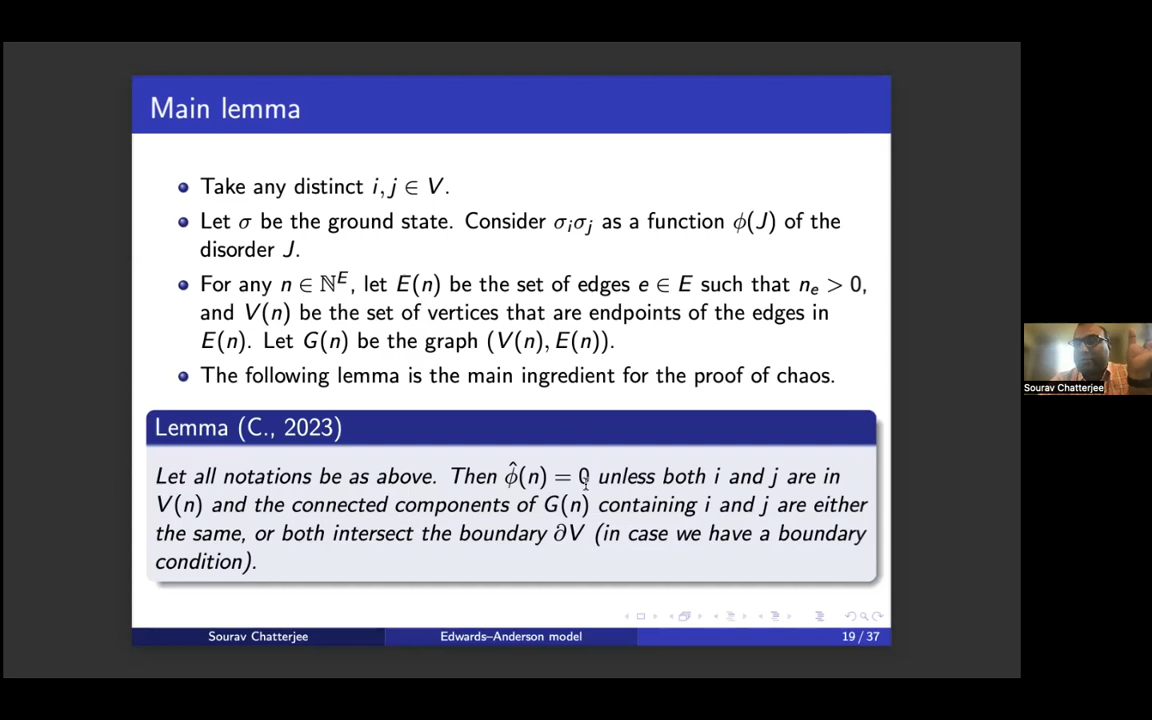 Main lemma
Take any distinct i, j ∈ V.
Let σ be the ground state. Consider σᵢσⱼ as a function ϕ(J) of the
disorder J.
For any n ∈ ℕᴱ, let E(n) be the set of edges e ∈ E such that nₑ > 0,
and V(n) be the set of vertices that are endpoints of the edges in
E(n). Let G(n) be the graph (V(n), E(n)).
The following lemma is the main ingredient for the proof of chaos.
Lemma (C., 2023)
Let all notations be as above. Then ϕ̂(n) = 0 unless both i and j are in
V(n) and the connected components of G(n) containing i and j are either
the same, or both intersect the boundary ∂V (in case we have a boundary
condition).
Sourav Chatterjee
Edwards–Anderson model
19 / 37
Sourav Chatterjee